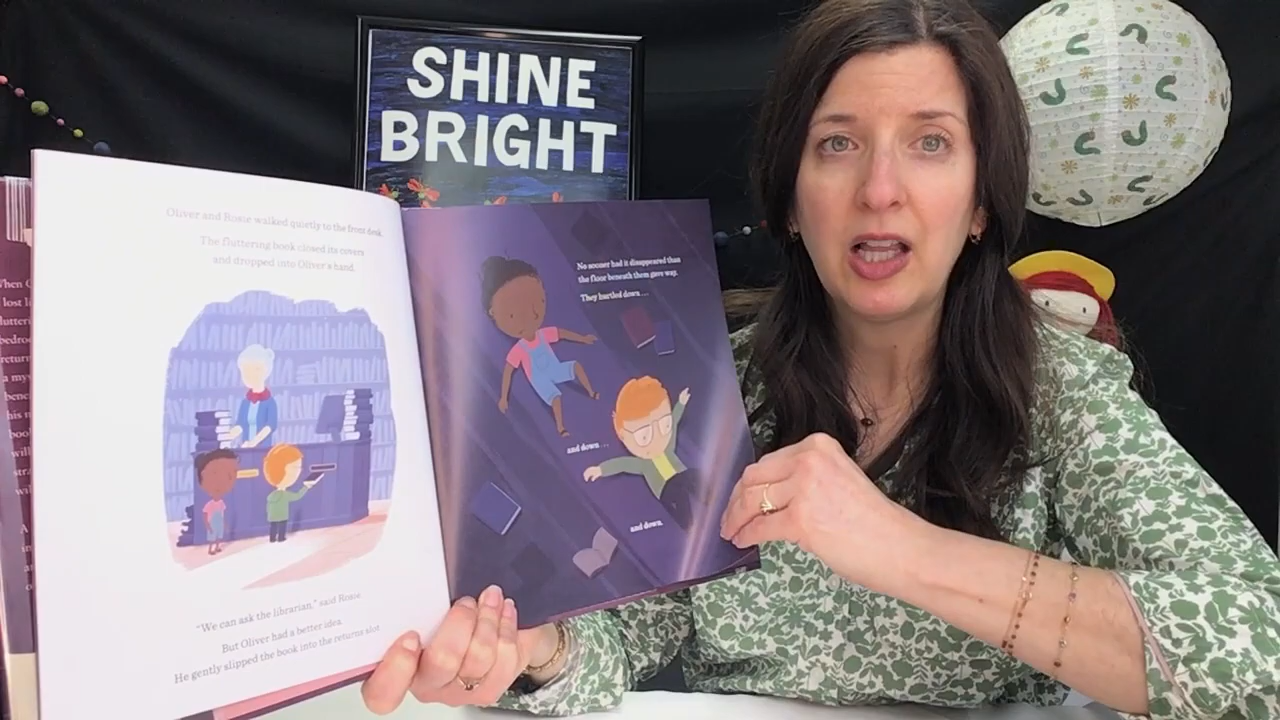 SHINE
BRIGHT
Oliver and Rosie walked quietly to the front desk.
The fluttering book closed its covers
and dropped into Oliver's hand.
"We can ask the librarian," said Rosie.
But Oliver had a better idea.
He gently slipped the book into the returns slot.
No sooner had it disappeared than
the floor beneath them gave way.
They hurtled down ...
and down ...
and down.